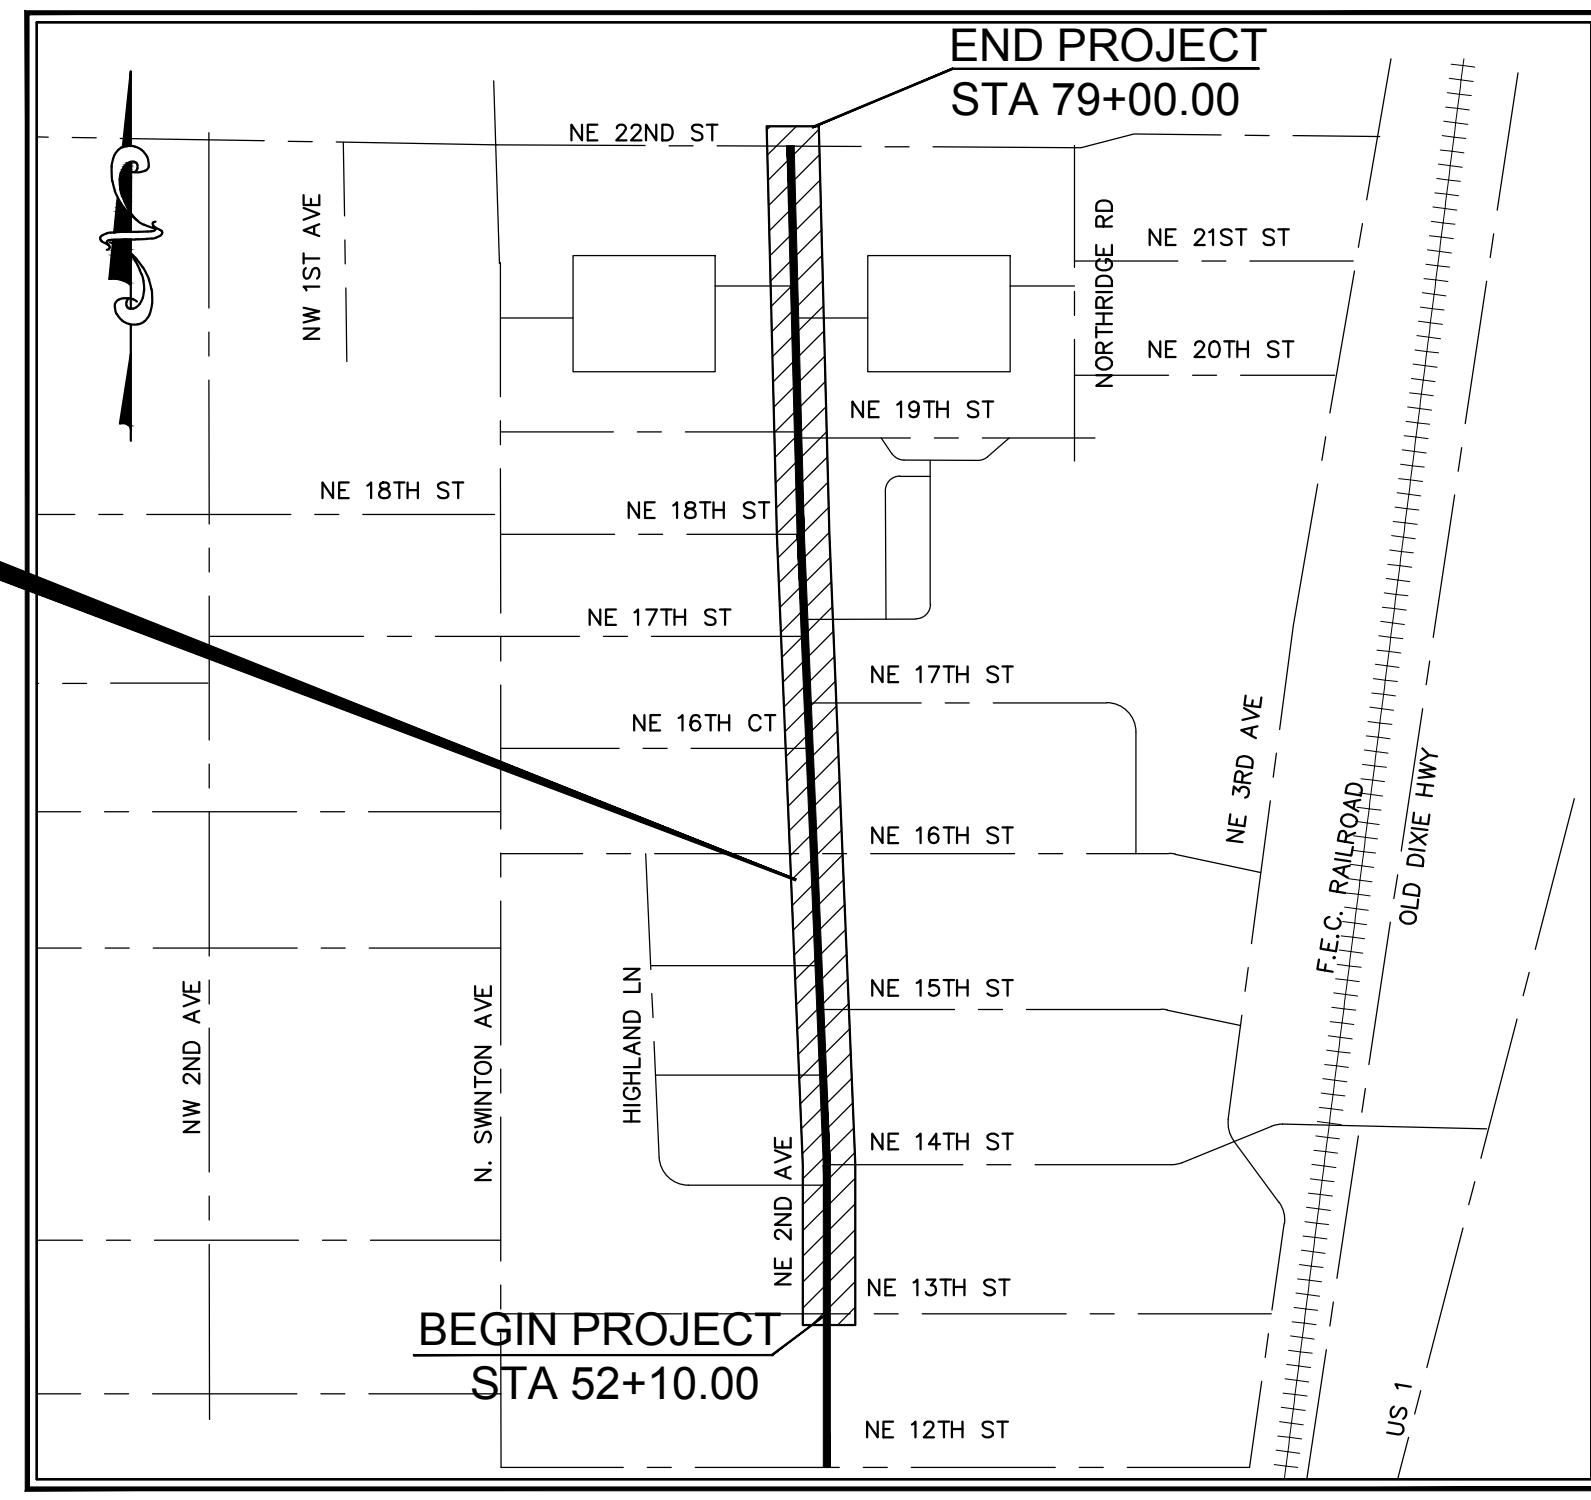 END PROJECT
STA 79+00.00
NE 22ND ST
NW 1ST AVE
NORTHRIDGE RD
NE 21ST ST
NE 20TH ST
NE 19TH ST
NE 18TH ST
NE 18TH ST
NE 17TH ST
NE 17TH ST
NE 16TH CT
NE 3RD AVE
F.E.C. RAILROAD
OLD DIXIE HWY
NE 16TH ST
NW 2ND AVE
N. SWINTON AVE
HIGHLAND LN
NE 15TH ST
NE 2ND AVE
NE 14TH ST
NE 13TH ST
BEGIN PROJECT
STA 52+10.00
US 1
NE 12TH ST